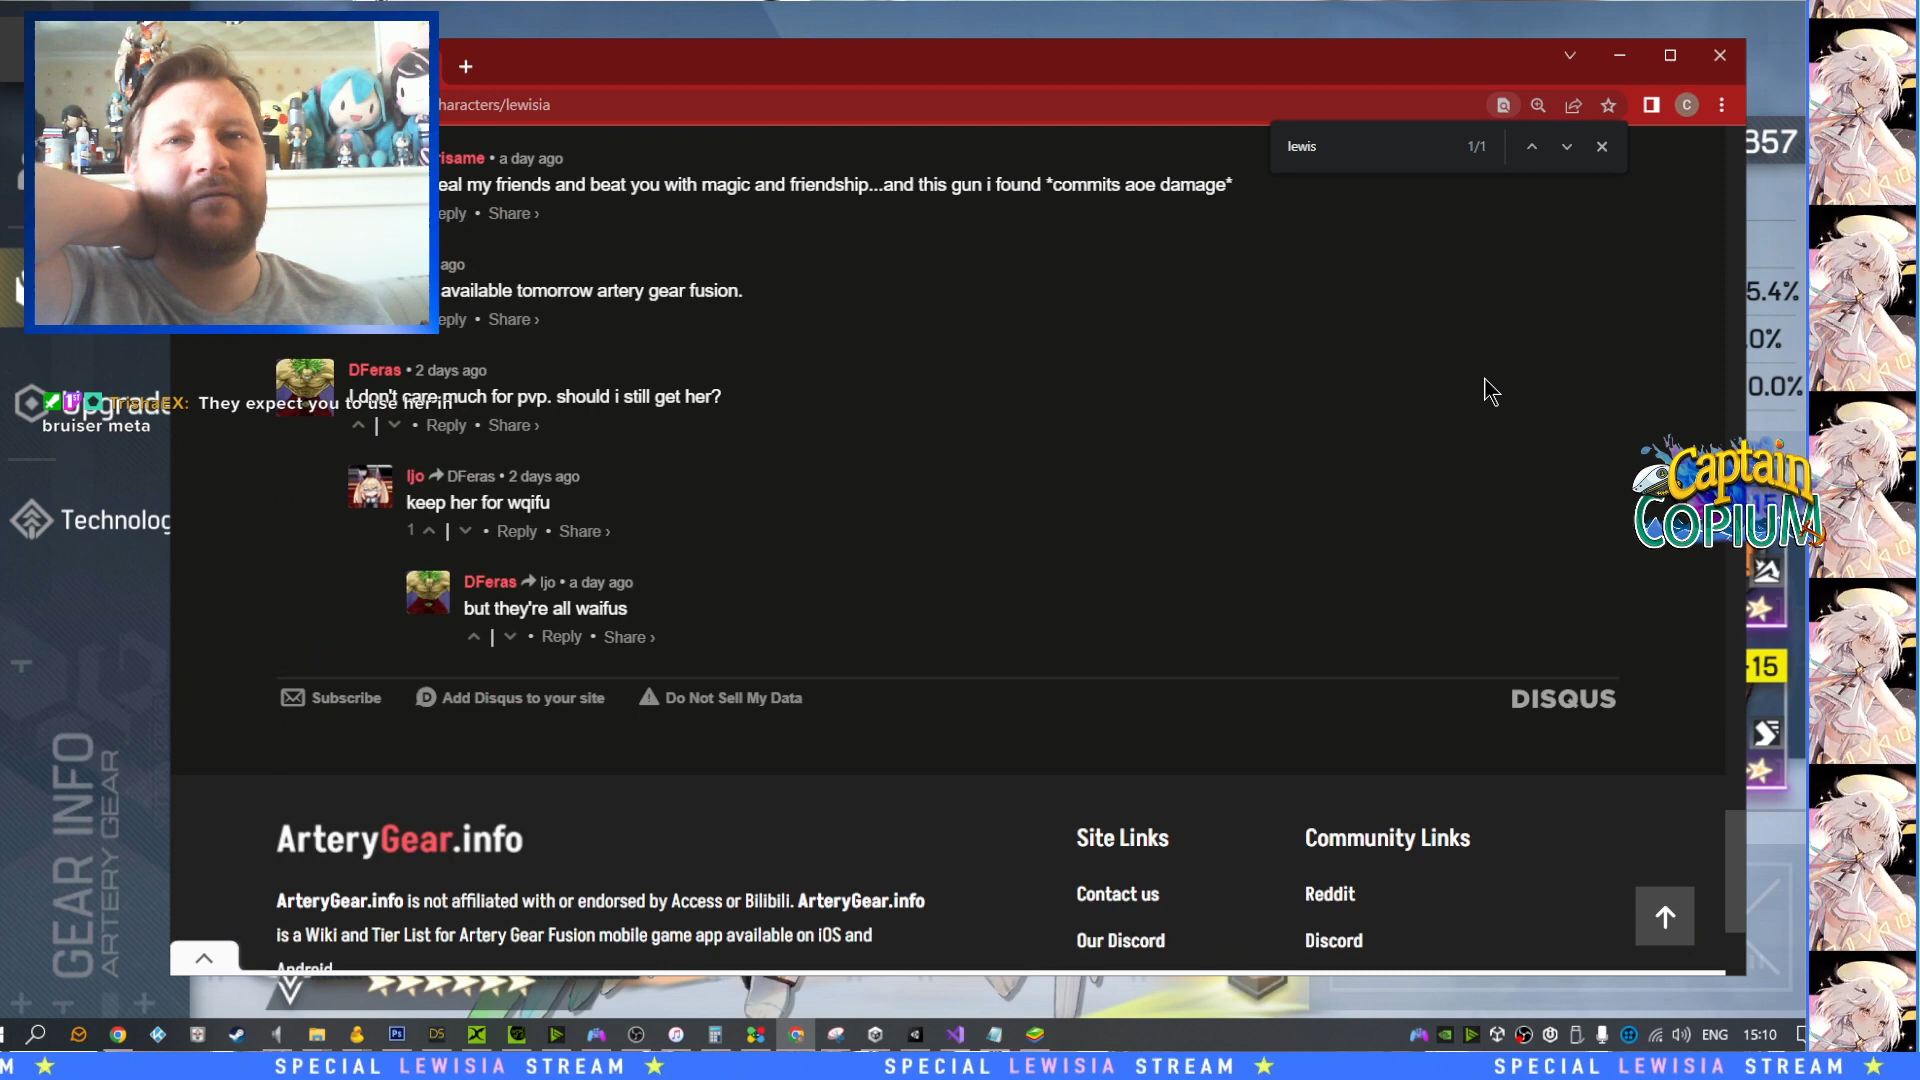 haracters/lewisia
lewis
1/1
357
risame • a day ago
eal my friends and beat you with magic and friendship...and this gun i found *commits aoe damage*
eply • Share ›
ago
available tomorrow artery gear fusion.
eply • Share ›
5.4%
.0%
0.0%
DFeras • 2 days ago
I don't care much for pvp. should i still get her?
Reply • Share ›
TrishaEX: They expect you to use her in
bruiser meta
Upgrade
Technolog
Ijo DFeras • 2 days ago
keep her for wqifu
1 • Reply • Share ›
DFeras Ijo • a day ago
but they're all waifus
• Reply • Share ›
Captain
COPIUM
15
Subscribe
Add Disqus to your site
Do Not Sell My Data
DISQUS
GEAR INFO
ARTERY GEAR
ArteryGear.info
Site Links
Community Links
ArteryGear.info is not affiliated with or endorsed by Access or Bilibili. ArteryGear.info
is a Wiki and Tier List for Artery Gear Fusion mobile game app available on iOS and
Android.
Contact us
Reddit
Our Discord
Discord
ENG
15:10
M ★ SPECIAL LEWISIA STREAM ★ SPECIAL LEWISIA STREAM ★ SPECIAL LEWISIA STREAM ★